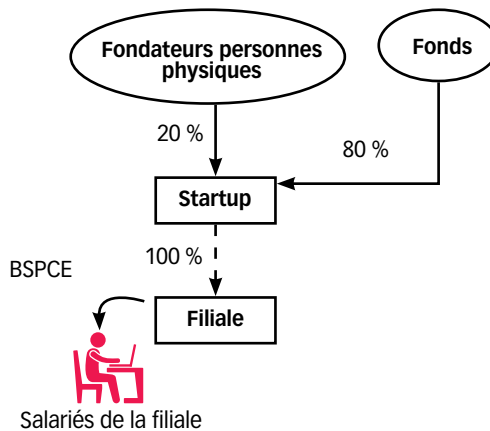 Fondateurs personnes
physiques
Fonds
20 %
80 %
Startup
100 %
BSPCE
Filiale
Salariés de la filiale